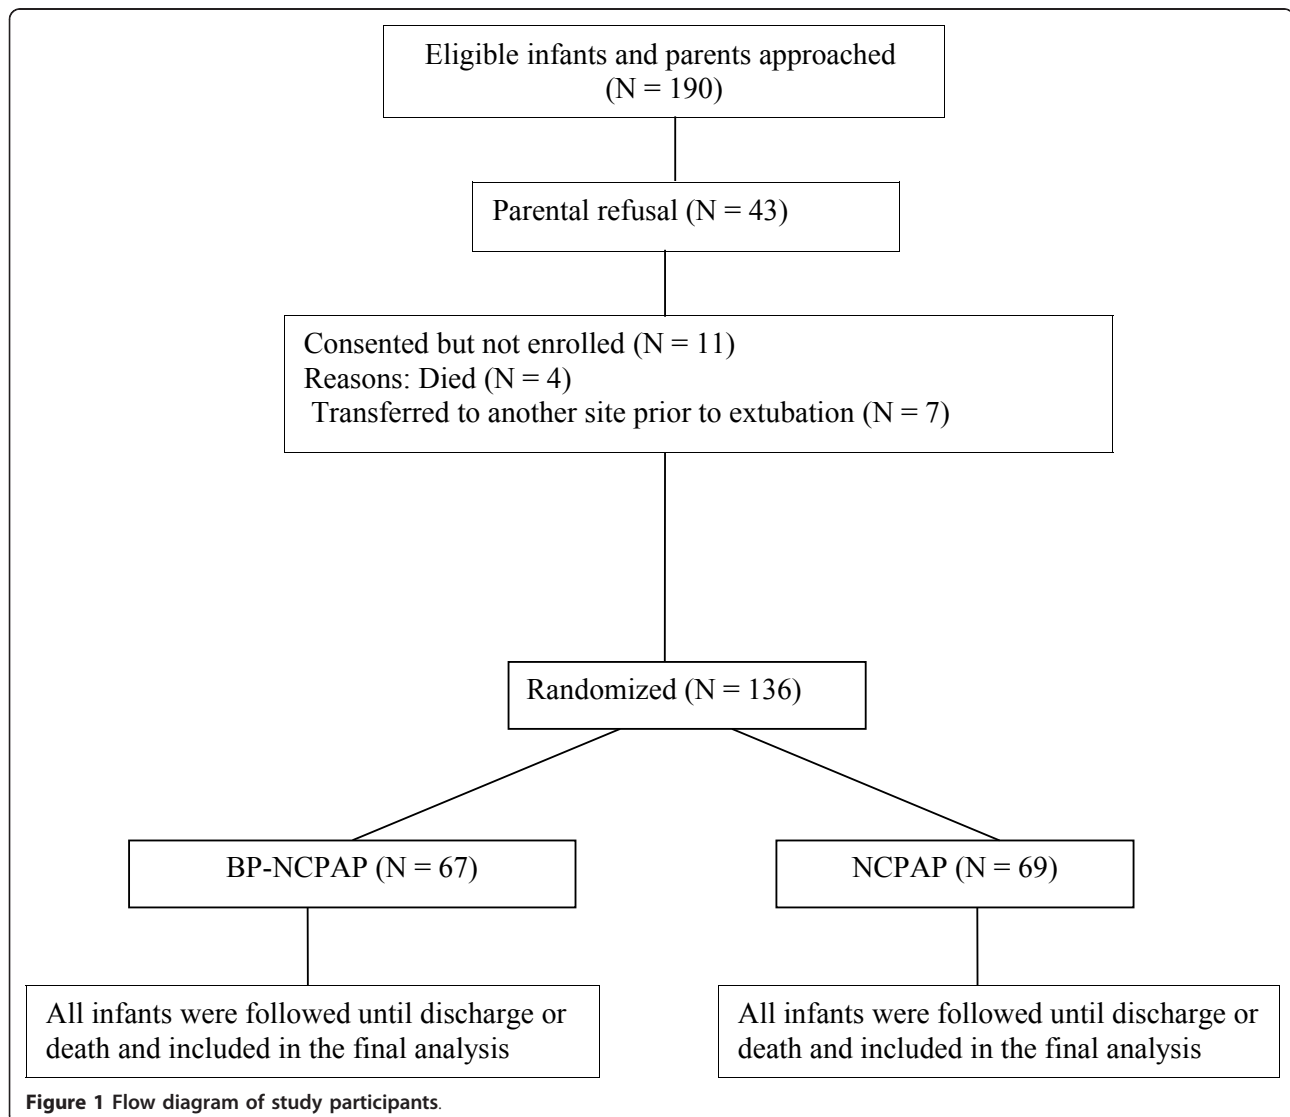 Eligible infants and parents approached
(N = 190)
Parental refusal (N = 43)
Consented but not enrolled (N = 11)
Reasons: Died (N = 4)
Transferred to another site prior to extubation (N = 7)
Randomized (N = 136)
BP-NCPAP (N = 67)
NCPAP (N = 69)
All infants were followed until discharge or
death and included in the final analysis
All infants were followed until discharge or
death and included in the final analysis
Figure 1 Flow diagram of study participants.